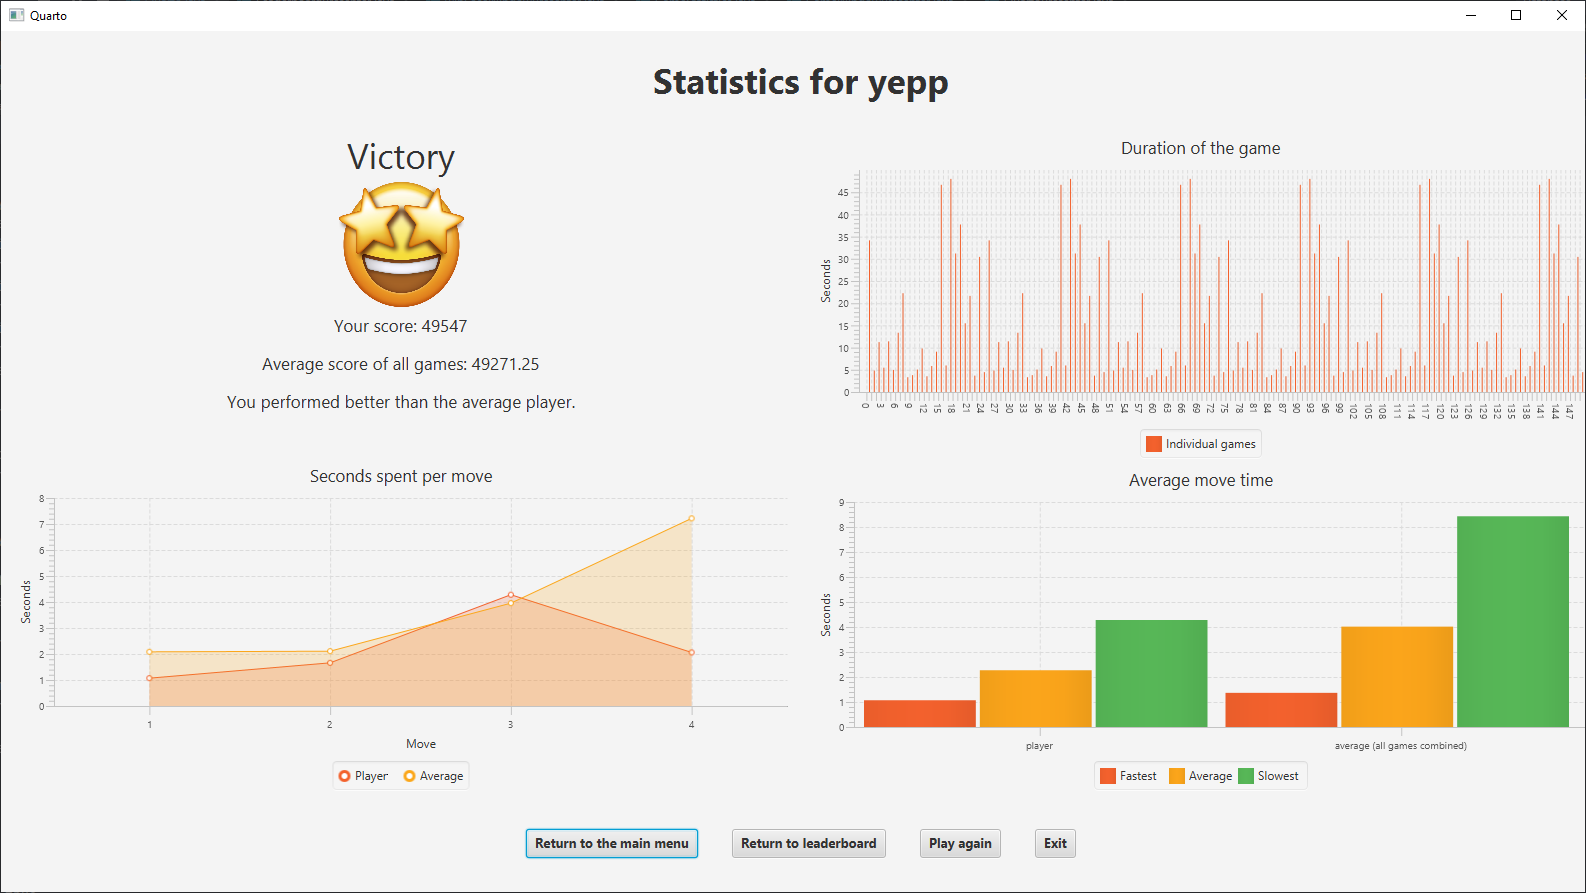 Quarto
Statistics for yepp
Victory
Your score: 49547
Average score of all games: 49271.25
You performed better than the average player.
Duration of the game
Seconds
45
40
35
30
25
20
15
10
5
0
0 3 6 9 12 15 18 21 24 27 30 33 36 39 42 45 48 51 54 57 60 63 66 69 72 75 78 81 84 87 90 93 96 99 102 105 108 111 114 117 120 123 126 129 132 135 138 141 144 147
Individual games
Seconds spent per move
Seconds
8
7
6
5
4
3
2
1
0
1 2 3 4
Move
Player Average
Average move time
Seconds
9
8
7
6
5
4
3
2
1
0
player average (all games combined)
Fastest Average Slowest
Return to the main menu Return to leaderboard Play again Exit